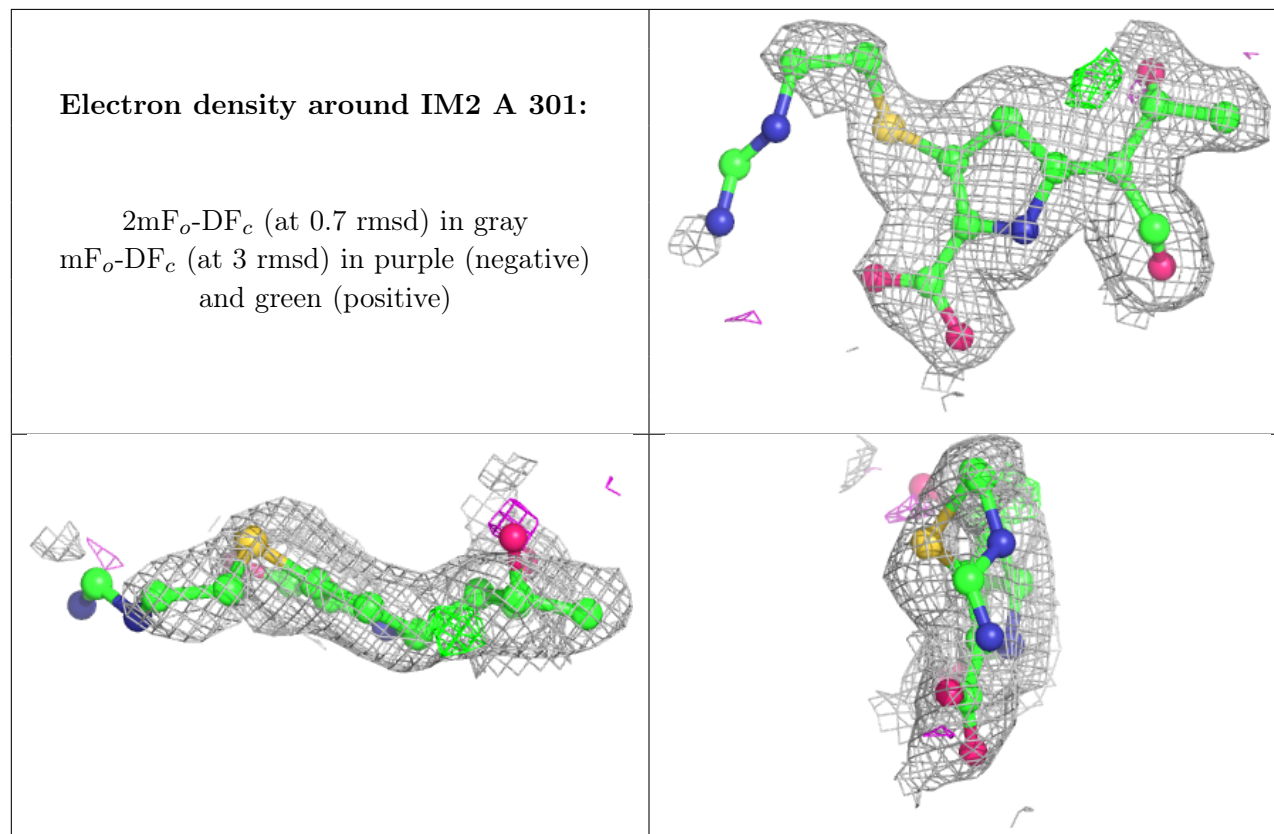 Electron density around IM2 A 301:
2mFo-DFc (at 0.7 rmsd) in gray
mFo-DFc (at 3 rmsd) in purple (negative)
and green (positive)